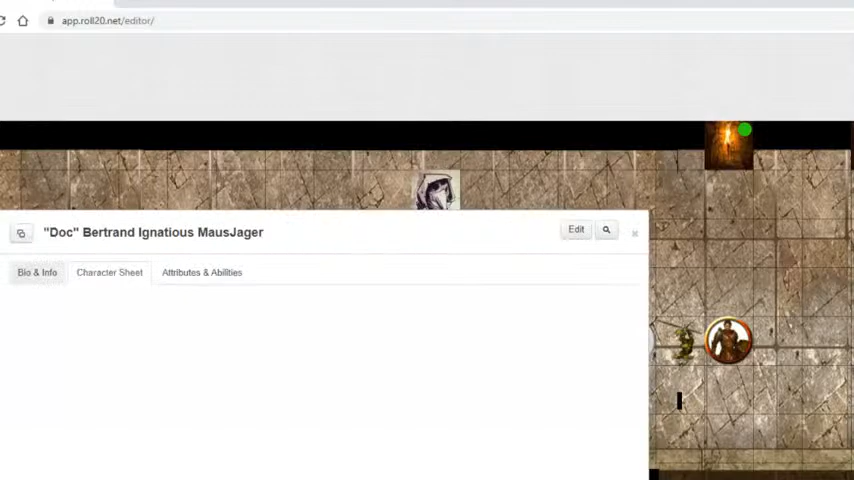 app.roll20.net/editor/
"Doc" Bertrand Ignatious MausJager
Edit
Bio & Info
Character Sheet
Attributes & Abilities